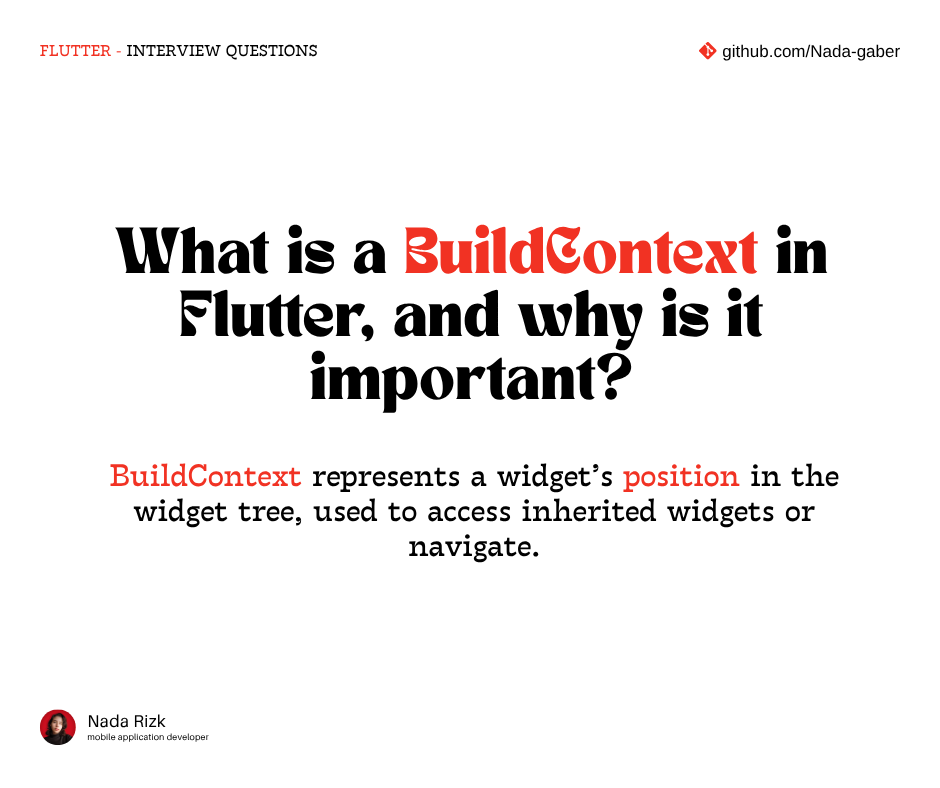 FLUTTER - INTERVIEW QUESTIONS
github.com/Nada-gaber
What is a BuildContext in
Flutter, and why is it
important?
BuildContext represents a widget’s position in the
widget tree, used to access inherited widgets or
navigate.
Nada Rizk
mobile application developer